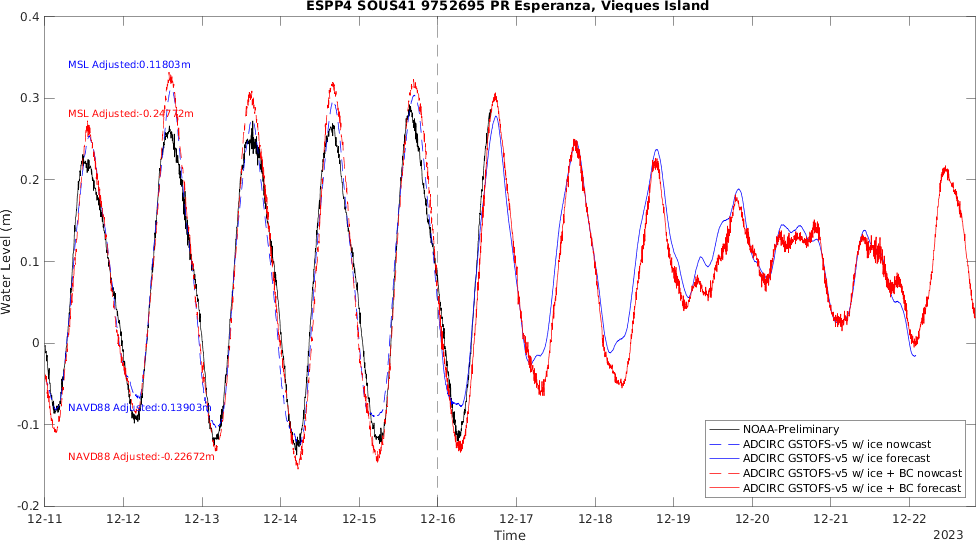 ESPP4 SOUS41 9752695 PR Esperanza, Vieques Island
0.4
0.3
0.2
0.1
0
-0.1
-0.2
Water Level (m)
MSL Adjusted:0.11803m
MSL Adjusted:-0.24772m
NAVD88 Adjusted:0.13903m
NAVD88 Adjusted:-0.22672m
NOAA-Preliminary
ADCIRC GSTOFS-v5 w/ ice nowcast
ADCIRC GSTOFS-v5 w/ ice forecast
ADCIRC GSTOFS-v5 w/ ice + BC nowcast
ADCIRC GSTOFS-v5 w/ ice + BC forecast
12-11 12-12 12-13 12-14 12-15 12-16 12-17 12-18 12-19 12-20 12-21 12-22
Time
2023